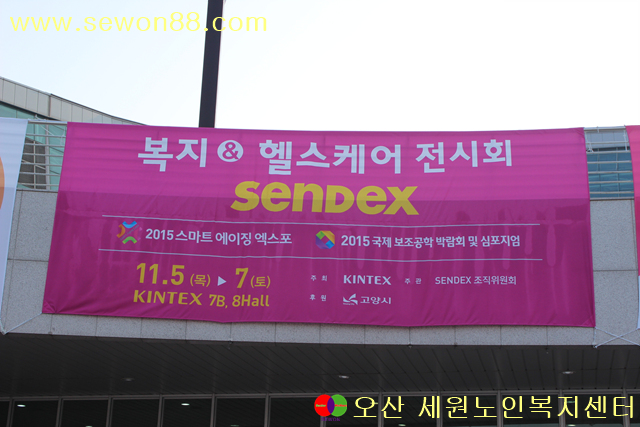 www.sewon88.com
복지 & 헬스케어 전시회
SENDEX
2015 스마트 에이징 엑스포 2015 국제 보조공학 박람회 및 심포지엄
11.5 (목) ▶ 7 (토) 주최 KINTEX 주관 SENDEX 조직위원회
KINTEX 7B, 8Hall 후원 고양시
오산 세원노인복지센터